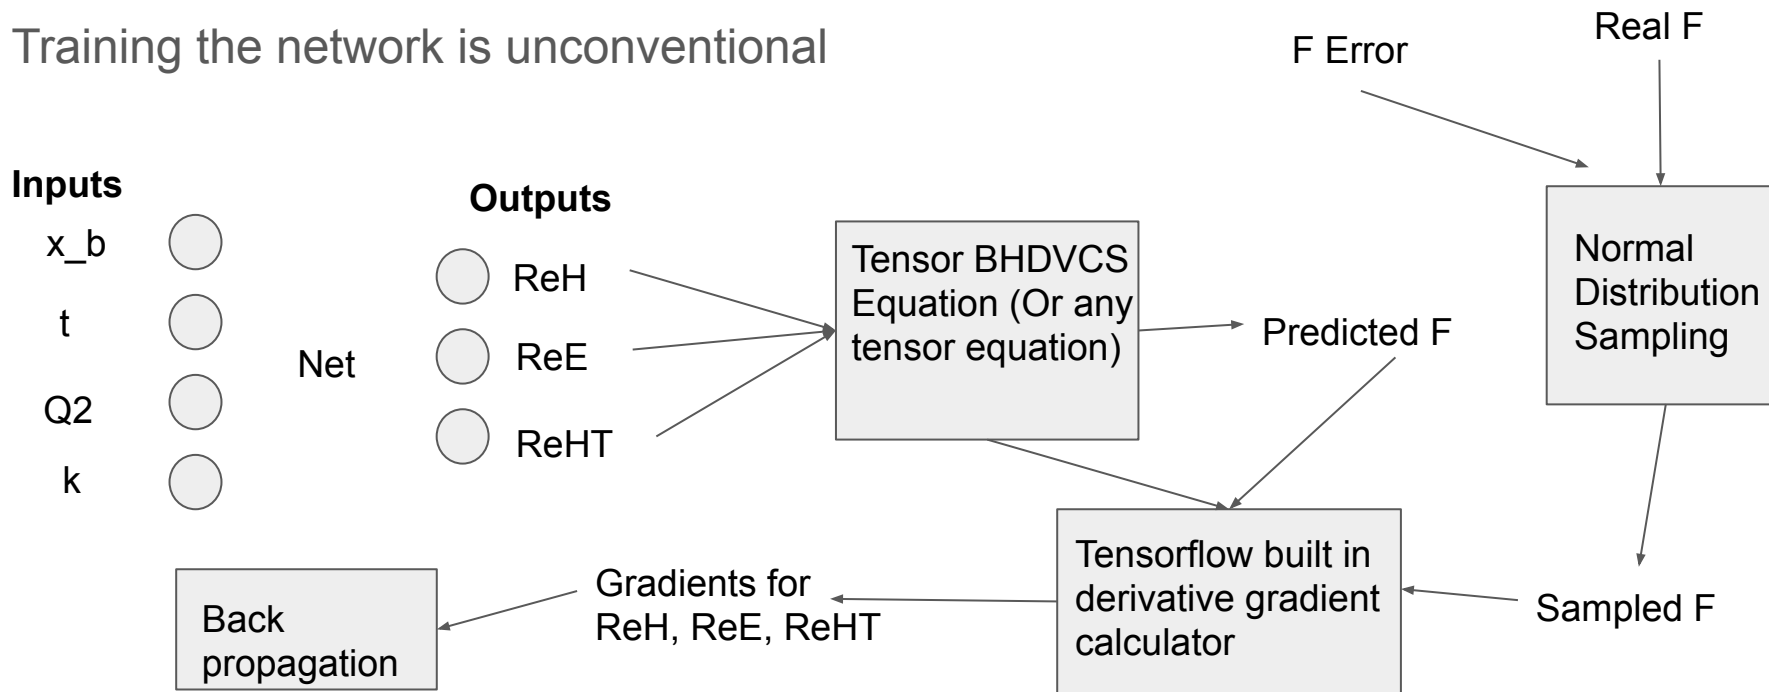 Training the network is unconventional
F Error
Real F
Inputs
x_b
t
Q2
k
Net
Outputs
ReH
ReE
ReHT
Tensor BHDVCS
Equation (Or any
tensor equation)
Predicted F
Normal
Distribution
Sampling
Sampled F
Tensorflow built in
derivative gradient
calculator
Gradients for
ReH, ReE, ReHT
Back
propagation